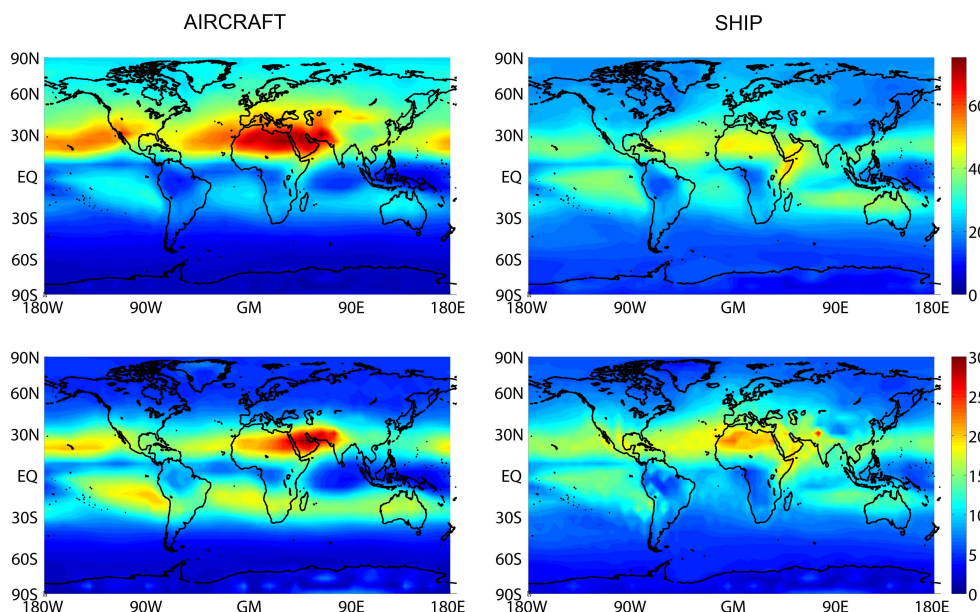 AIRCRAFT SHIP
90N 90N
60N 60N 60
30N 30N 40
EQ EQ
30S 30S 20
60S 60S
90S 90S 0
180W 90W GM 90E 180E 180W 90W GM 90E 180E
90N 90N 30
60N 60N 25
30N 30N 20
EQ EQ 15
30S 30S 10
60S 60S 5
90S 90S 0
180W 90W GM 90E 180E 180W 90W GM 90E 180E